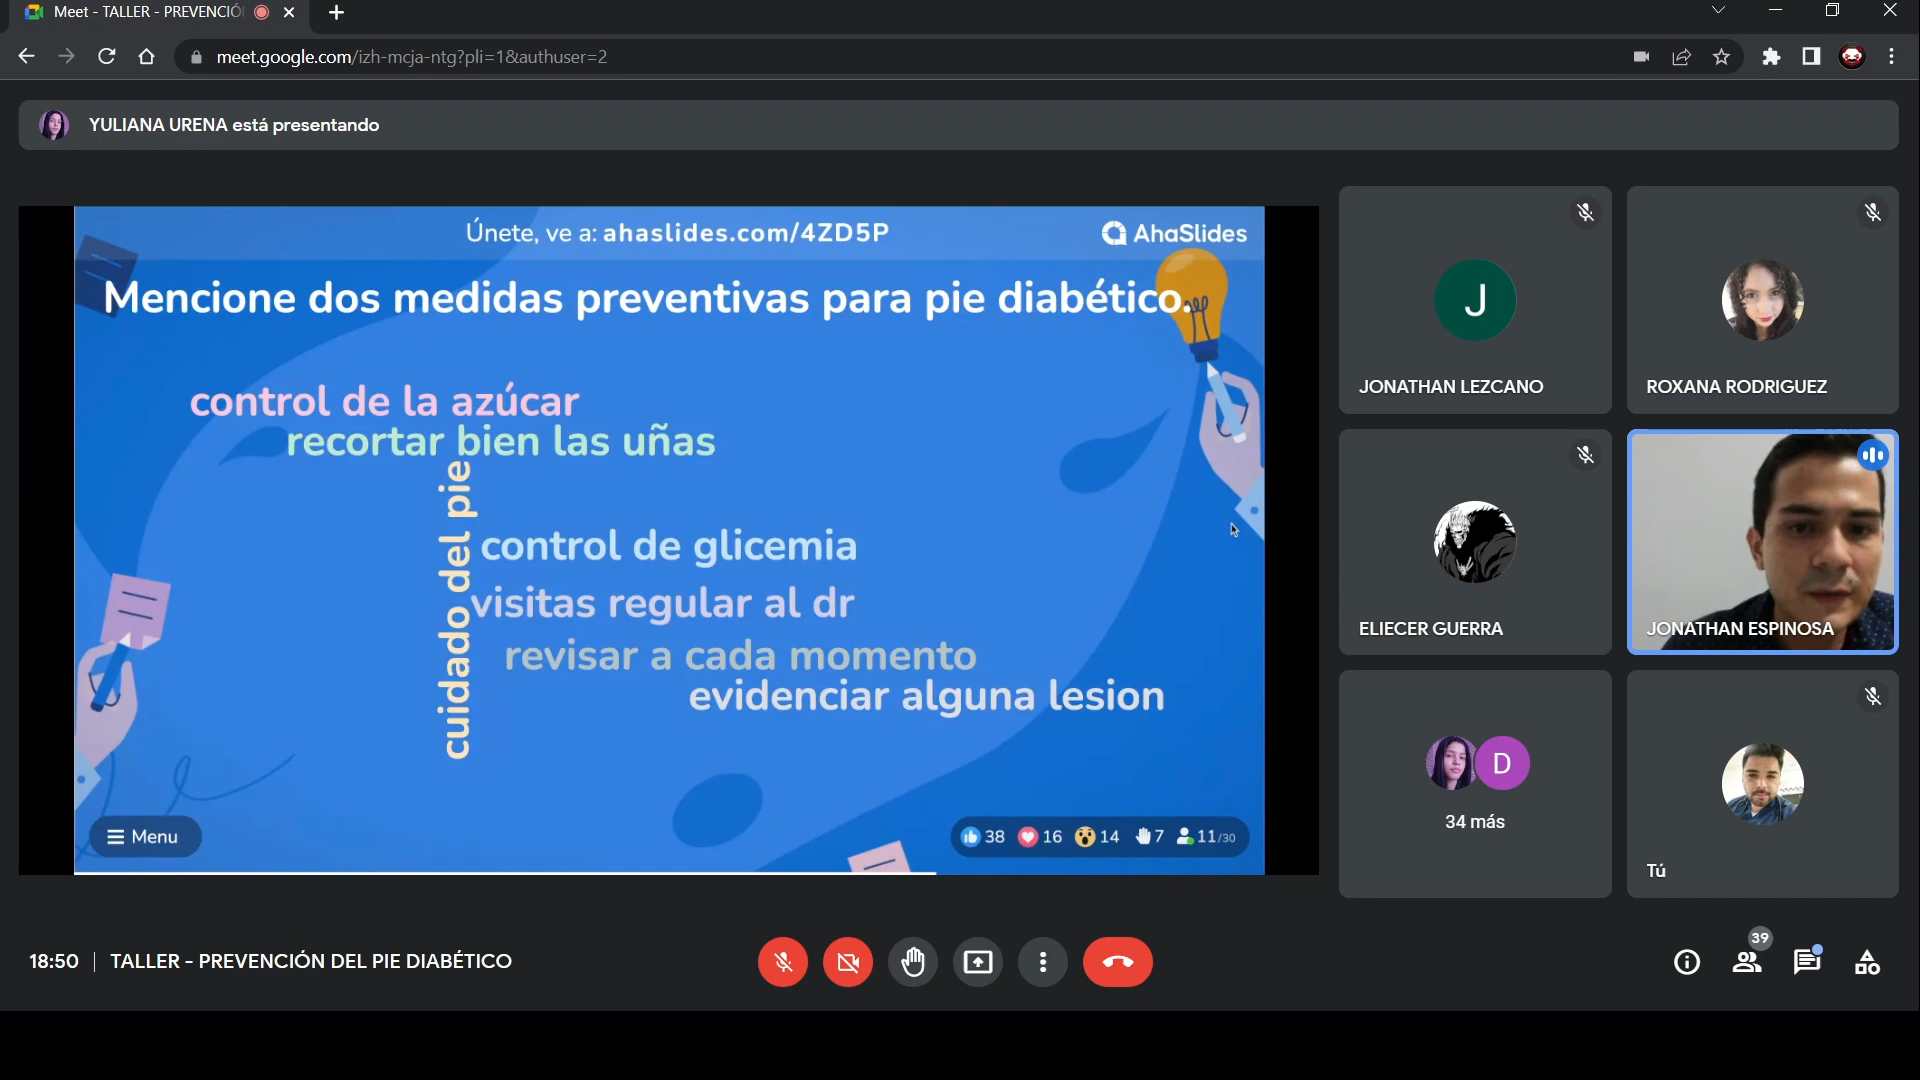 Meet - TALLER - PREVENCIÓ
meet.google.com/izh-mcja-ntg?pli=1&authuser=2
YULIANA URENA está presentando
Únete, ve a: ahaslides.com/4ZD5P
AhaSlides
Mencione dos medidas preventivas para pie diabético.
control de la azúcar
recortar bien las uñas
cuidado del pie
control de glicemia
visitas regular al dr
revisar a cada momento
evidenciar alguna lesion
Menu
38 16 14 7 11/30
J
JONATHAN LEZCANO
ROXANA RODRIGUEZ
ELIECER GUERRA
JONATHAN ESPINOSA
D
34 más
Tú
18:50 | TALLER - PREVENCIÓN DEL PIE DIABÉTICO
39